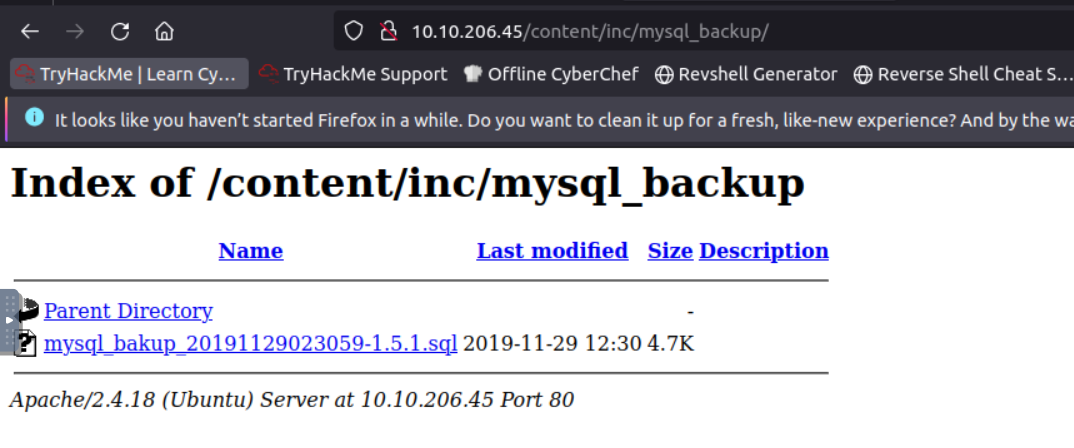 10.10.206.45/content/inc/mysql_backup/
TryHackMe | Learn Cy... TryHackMe Support Offline CyberChef Revshell Generator Reverse Shell Cheat S...
It looks like you haven't started Firefox in a while. Do you want to clean it up for a fresh, like-new experience? And by the wa
Index of /content/inc/mysql_backup
Name Last modified Size Description
Parent Directory -
mysql_bakup_20191129023059-1.5.1.sql 2019-11-29 12:30 4.7K
Apache/2.4.18 (Ubuntu) Server at 10.10.206.45 Port 80